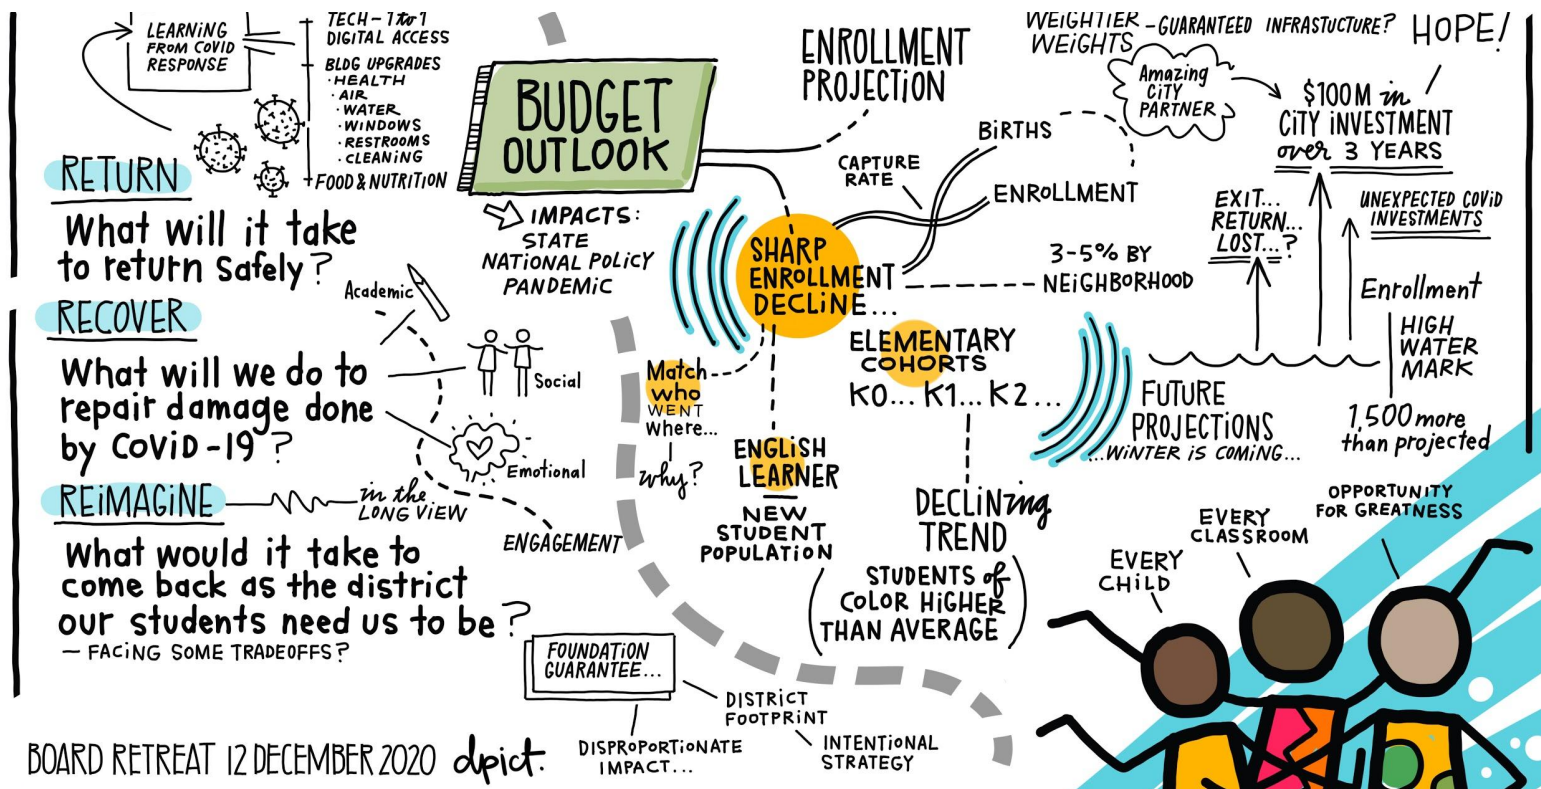 LEARNING
FROM COVID
RESPONSE
TECH - 1 to 1
DIGITAL ACCESS
BLDG UPGRADES
· HEALTH
· AIR
· WATER
· WINDOWS
· RESTROOMS
· CLEANING
FOOD & NUTRITION
RETURN
What will it take
to return safely?
RECOVER
What will we do to
repair damage done
by COVID-19?
Academic
Social
Emotional
ENGAGEMENT
REIMAGINE
in the
LONG VIEW
What would it take to
come back as the district
our students need us to be?
- FACING SOME TRADEOFFS?
BUDGET
OUTLOOK
IMPACTS:
STATE
NATIONAL POLICY
PANDEMIC
ENROLLMENT
PROJECTION
SHARP
ENROLLMENT
DECLINE...
CAPTURE
RATE
BIRTHS
ENROLLMENT
3-5% BY
NEIGHBORHOOD
Match
who
WENT
Where...
why?
ENGLISH
LEARNER
NEW
STUDENT
POPULATION
ELEMENTARY
COHORTS
K0... K1... K2...
DECLINing
TREND
(STUDENTS of
COLOR HIGHER
THAN AVERAGE)
FOUNDATION
GUARANTEE...
DISTRICT
FOOTPRINT
INTENTIONAL
STRATEGY
DISPROPORTIONATE
IMPACT...
WEIGHTIER
WEIGHTS
- GUARANTEED INFRASTUCTURE?
HOPE!
Amazing
CITY
PARTNER
$100M in
CITY INVESTMENT
over 3 YEARS
EXIT...
RETURN...
LOST...?
UNEXPECTED COVID
INVESTMENTS
Enrollment
HIGH
WATER
MARK
1,500 more
than projected
FUTURE
PROJECTIONS
...WINTER IS COMING...
EVERY
CHILD
EVERY
CLASSROOM
OPPORTUNITY
FOR GREATNESS
BOARD RETREAT 12 DECEMBER 2020 dpict.